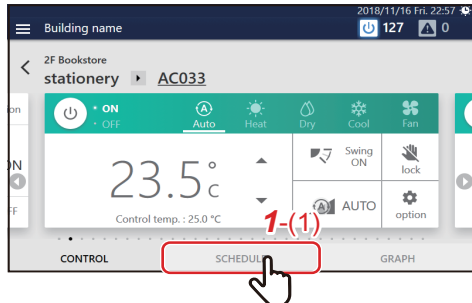 2018/11/16 Fri. 22:57
Building name
127
0
2F Bookstore
stationery
AC033
ON
OFF
A
Auto
Heat
Dry
Cool
Fan
23.5°c
Control temp. : 25.0 °C
Swing
ON
lock
A
AUTO
option
1-(1)
CONTROL
SCHEDULE
GRAPH